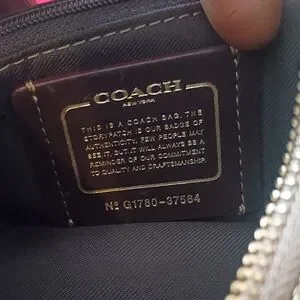 COACH
NEW YORK
THIS IS A COACH BAG. THE
STORYPATCH IS OUR BADGE OF
AUTHENTICITY. FEW PEOPLE MAY
SEE IT, BUT IT WILL ALWAYS BE A
REMINDER OF OUR COMMITMENT
TO QUALITY AND CRAFTSMANSHIP.
Nº G1780-37584